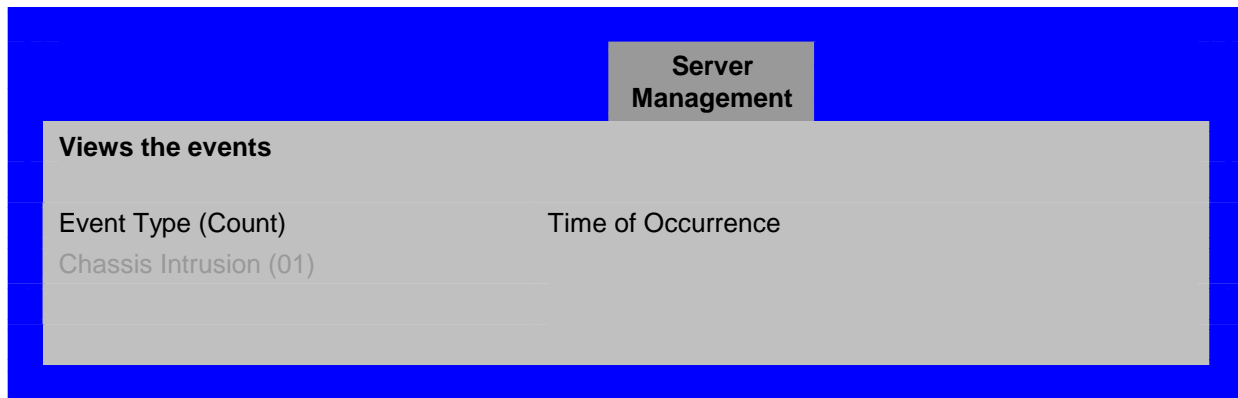 Server
Management
Views the events
Event Type (Count) Time of Occurrence
Chassis Intrusion (01)